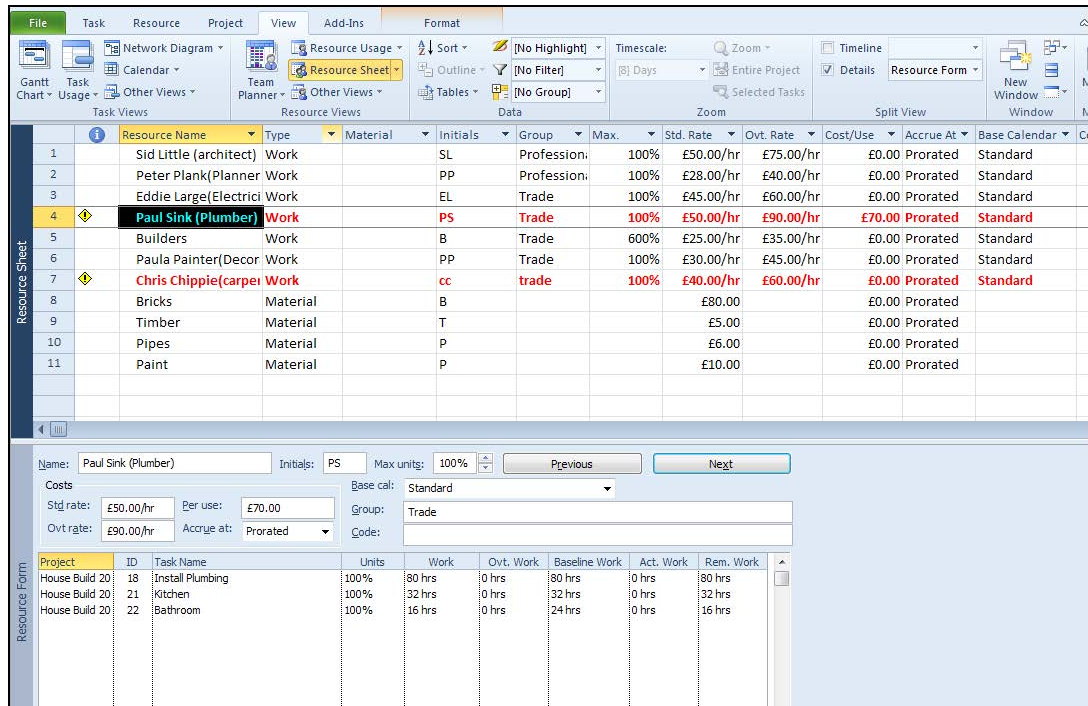 File Task Resource Project View Add-Ins Format
Network Diagram Resource Usage Sort [No Highlight] Timescale: Zoom Timeline
Calendar Resource Sheet Outline [No Filter] [8] Days Entire Project Details Resource Form
Gantt Chart Task Usage Other Views Team Planner Other Views Tables [No Group] Selected Tasks New Window
Task Views Resource Views Data Zoom Split View Window
Resource Name Type Material Initials Group Max. Std. Rate Ovt. Rate Cost/Use Accrue At Base Calendar
1 Sid Little (architect) Work SL Professiona 100% £50.00/hr £75.00/hr £0.00 Prorated Standard
2 Peter Plank(Planner Work PP Professiona 100% £28.00/hr £40.00/hr £0.00 Prorated Standard
3 Eddie Large(Electrici Work EL Trade 100% £45.00/hr £60.00/hr £0.00 Prorated Standard
4 Paul Sink (Plumber) Work PS Trade 100% £50.00/hr £90.00/hr £70.00 Prorated Standard
5 Builders Work B Trade 600% £25.00/hr £35.00/hr £0.00 Prorated Standard
6 Paula Painter(Decor Work PP Trade 100% £30.00/hr £45.00/hr £0.00 Prorated Standard
7 Chris Chippie(carper Work cc trade 100% £40.00/hr £60.00/hr £0.00 Prorated Standard
8 Bricks Material B £80.00 £0.00 Prorated
9 Timber Material T £5.00 £0.00 Prorated
10 Pipes Material P £6.00 £0.00 Prorated
11 Paint Material P £10.00 £0.00 Prorated
Resource Sheet
Name: Paul Sink (Plumber) Initials: PS Max units: 100% Previous Next
Costs Base cal: Standard
Std rate: £50.00/hr Per use: £70.00 Group: Trade
Ovt rate: £90.00/hr Accrue at: Prorated Code:
Project ID Task Name Units Work Ovt. Work Baseline Work Act. Work Rem. Work
House Build 20 18 Install Plumbing 100% 80 hrs 0 hrs 80 hrs 0 hrs 80 hrs
House Build 20 21 Kitchen 100% 32 hrs 0 hrs 32 hrs 0 hrs 32 hrs
House Build 20 22 Bathroom 100% 16 hrs 0 hrs 24 hrs 0 hrs 16 hrs
Resource Form